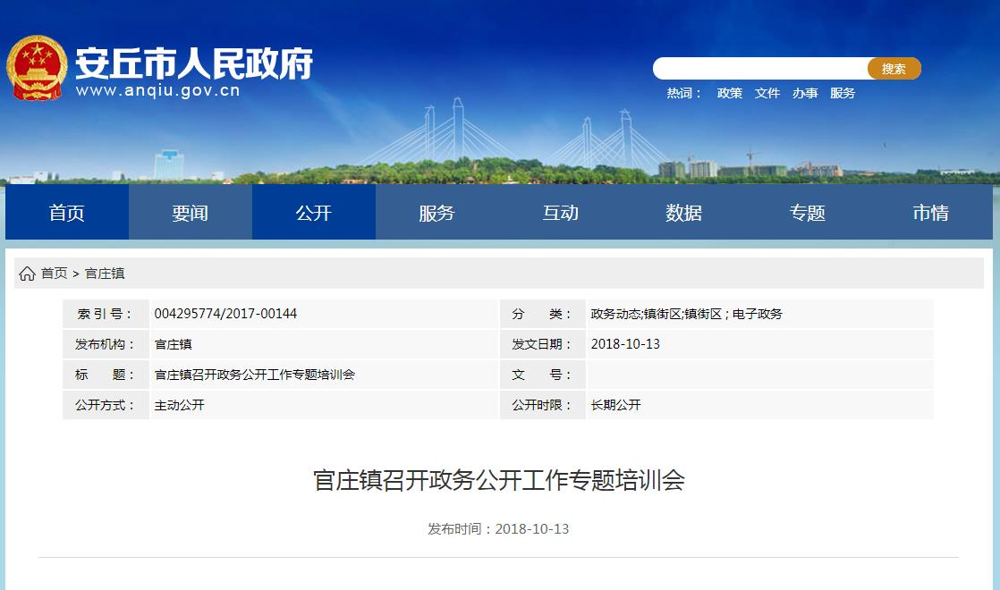 安丘市人民政府
www.anqiu.gov.cn
搜索
热词： 政策 文件 办事 服务
首页 要闻 公开 服务 互动 数据 专题 市情
首页 > 官庄镇
索 引 号： 004295774/2017-00144 分 类： 政务动态;镇街区;镇街区 ; 电子政务
发布机构： 官庄镇 发文日期： 2018-10-13
标 题： 官庄镇召开政务公开工作专题培训会 文 号：
公开方式： 主动公开 公开时限： 长期公开
官庄镇召开政务公开工作专题培训会
发布时间：2018-10-13